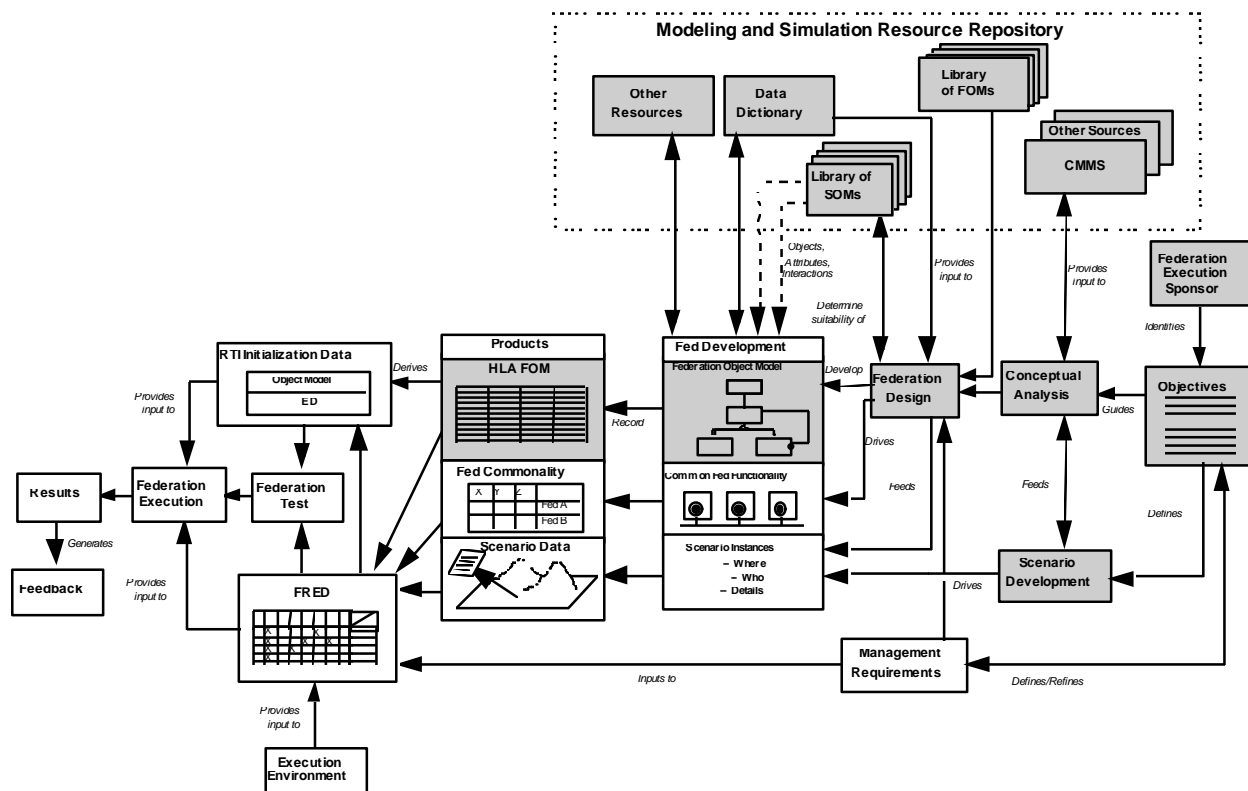 Modeling and Simulation Resource Repository
Other
Resources
Data
Dictionary
Library
of FOMs
Other Sources
CMMS
Library of
SOMs
Objects,
Attributes,
Interactions
Provides
input to
Provides
input to
Federation
Execution
Sponsor
Determine
suitability of
Identifies
Products
HLA FOM
Fed Development
Federation Object Model
RTI Initialization Data
Object Model
ED
Derives
Develop
Federation
Design
Conceptual
Analysis
Guides
Objectives
Provides
input to
Record
Drives
Fed Commonality
X Y Z
Fed A
Fed B
Common Fed Functionality
Results
Federation
Execution
Federation
Test
Feeds
Feeds
Defines
Generates
Feedback
Provides
input to
Scenario Data
Scenario Instances
– Where
– Who
– Details
Drives
Scenario
Development
FRED
X X
X X X
X X
X
Management
Requirements
Inputs to
Defines/Refines
Provides
input to
Execution
Environment